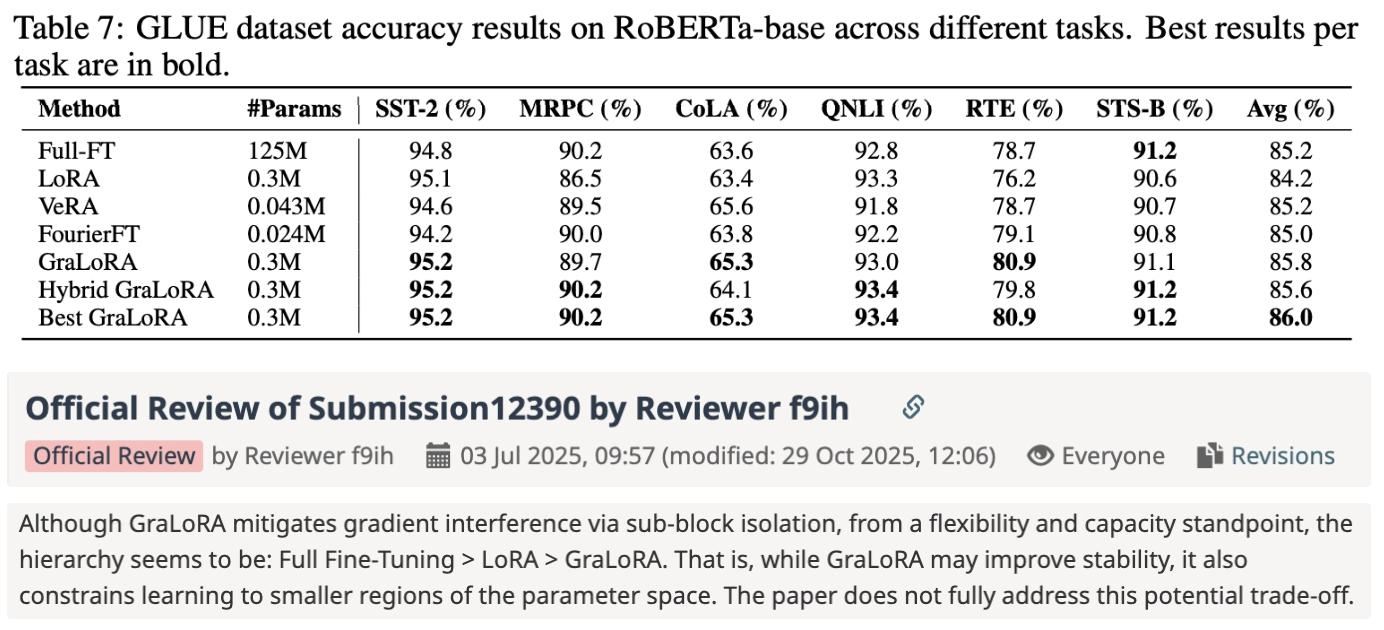 Table 7: GLUE dataset accuracy results on RoBERTa-base across different tasks. Best results per
task are in bold.
Method #Params SST-2 (%) MRPC (%) CoLA (%) QNLI (%) RTE (%) STS-B (%) Avg (%)
Full-FT 125M 94.8 90.2 63.6 92.8 78.7 91.2 85.2
LoRA 0.3M 95.1 86.5 63.4 93.3 76.2 90.6 84.2
VeRA 0.043M 94.6 89.5 65.6 91.8 78.7 90.7 85.2
FourierFT 0.024M 94.2 90.0 63.8 92.2 79.1 90.8 85.0
GraLoRA 0.3M 95.2 89.7 65.3 93.0 80.9 91.1 85.8
Hybrid GraLoRA 0.3M 95.2 90.2 64.1 93.4 79.8 91.2 85.6
Best GraLoRA 0.3M 95.2 90.2 65.3 93.4 80.9 91.2 86.0
Official Review of Submission12390 by Reviewer f9ih
Official Review by Reviewer f9ih 03 Jul 2025, 09:57 (modified: 29 Oct 2025, 12:06) Everyone Revisions
Although GraLoRA mitigates gradient interference via sub-block isolation, from a flexibility and capacity standpoint, the
hierarchy seems to be: Full Fine-Tuning > LoRA > GraLoRA. That is, while GraLoRA may improve stability, it also
constrains learning to smaller regions of the parameter space. The paper does not fully address this potential trade-off.